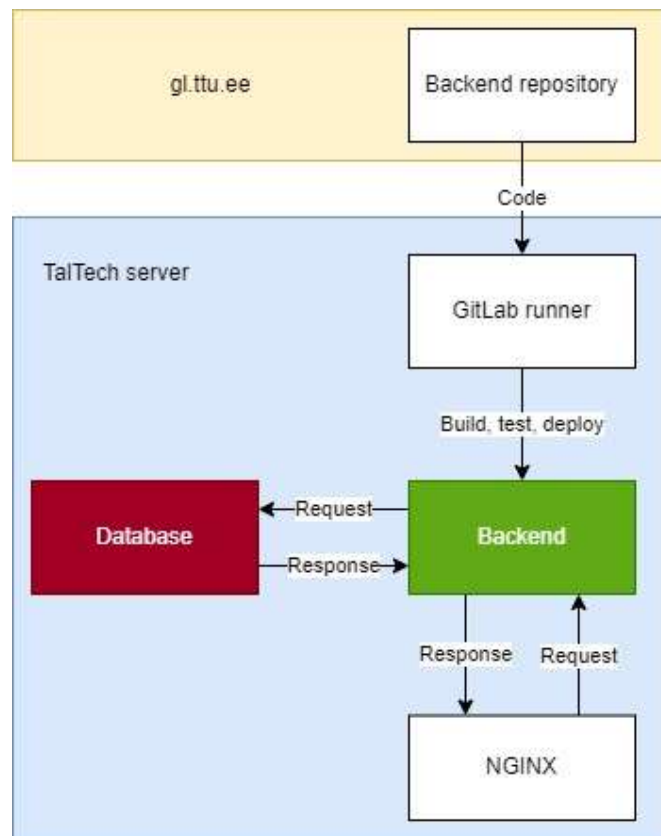 gl.ttu.ee
Backend repository
Code
TalTech server
GitLab runner
Build, test, deploy
Database
Request
Backend
Response
Response
Request
NGINX